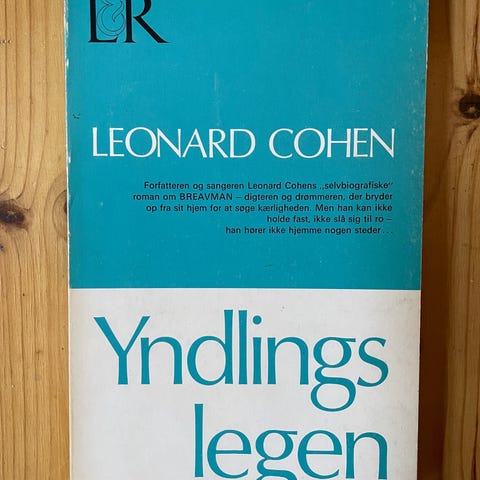 L&R
LEONARD COHEN
Forfatteren og sangeren Leonard Cohens „selvbiografiske“
roman om BREAVMAN – digteren og drømmeren, der bryder
op fra sit hjem for at søge kærligheden. Men han kan ikke
holde fast, ikke slå sig til ro –
han hører ikke hjemme nogen steder...
Yndlings
legen